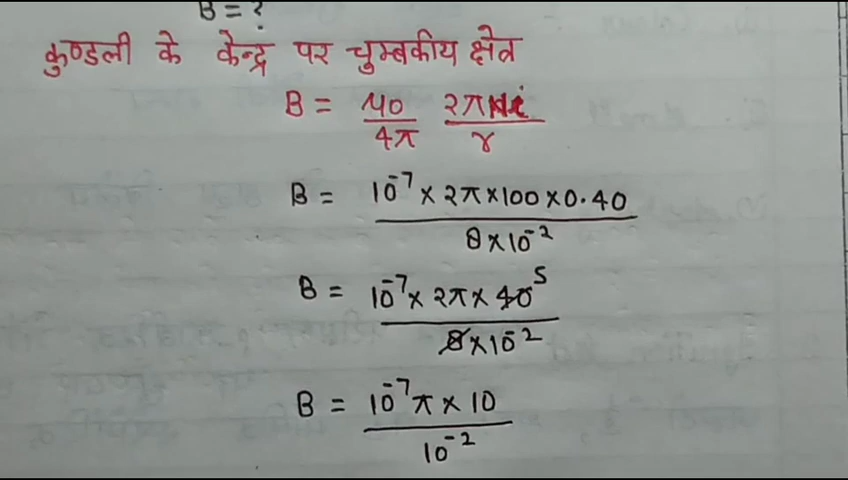 B = ?
कुण्डली के केन्द्र पर चुम्बकीय क्षेत्र
B = μ0/4π 2πNi/r
B = 10⁻⁷ × 2π × 100 × 0.40 / 8 × 10⁻²
B = 10⁻⁷ × 2π × 40 5 / 8 × 10⁻²
B = 10⁻⁷ π × 10 / 10⁻²